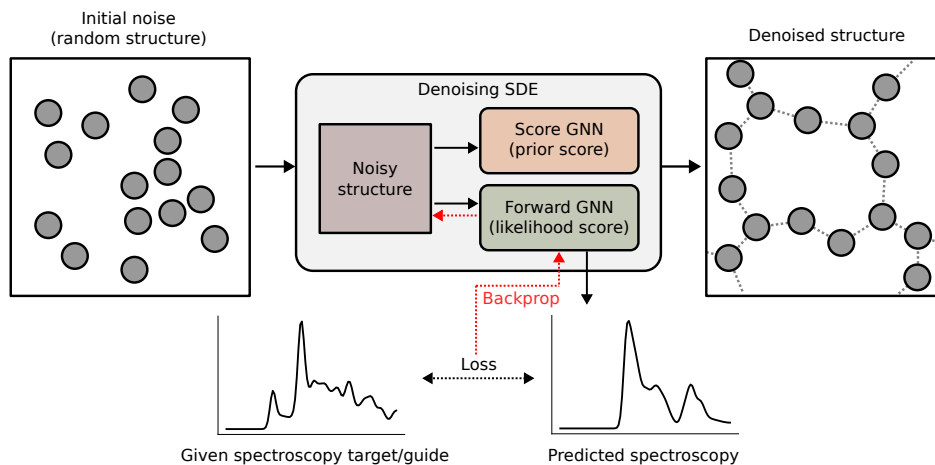 Initial noise
(random structure)
Denoising SDE
Denoised structure
Noisy
structure
Score GNN
(prior score)
Forward GNN
(likelihood score)
Backprop
Loss
Given spectroscopy target/guide
Predicted spectroscopy